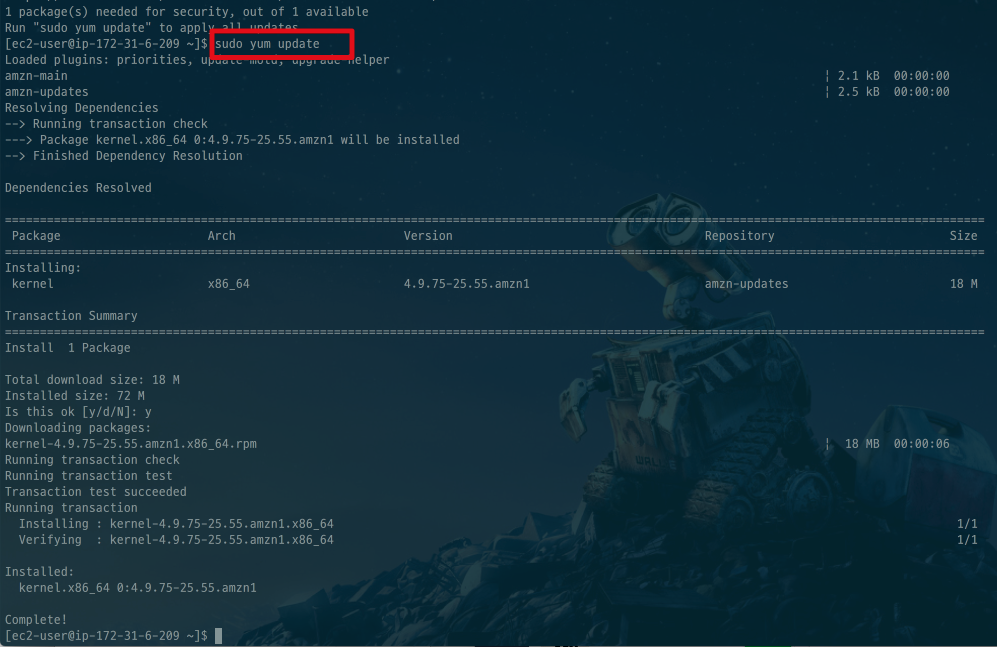 1 package(s) needed for security, out of 1 available
Run "sudo yum update" to apply all updates.
[ec2-user@ip-172-31-6-209 ~]$ sudo yum update
Loaded plugins: priorities, update-motd, upgrade-helper
amzn-main | 2.1 kB 00:00:00
amzn-updates | 2.5 kB 00:00:00
Resolving Dependencies
--> Running transaction check
---> Package kernel.x86_64 0:4.9.75-25.55.amzn1 will be installed
--> Finished Dependency Resolution
Dependencies Resolved
Package Arch Version Repository Size
Installing:
kernel x86_64 4.9.75-25.55.amzn1 amzn-updates 18 M
Transaction Summary
Install 1 Package
Total download size: 18 M
Installed size: 72 M
Is this ok [y/d/N]: y
Downloading packages:
kernel-4.9.75-25.55.amzn1.x86_64.rpm | 18 MB 00:00:06
Running transaction check
Running transaction test
Transaction test succeeded
Running transaction
Installing : kernel-4.9.75-25.55.amzn1.x86_64 1/1
Verifying : kernel-4.9.75-25.55.amzn1.x86_64 1/1
Installed:
kernel.x86_64 0:4.9.75-25.55.amzn1
Complete!
[ec2-user@ip-172-31-6-209 ~]$
WALL